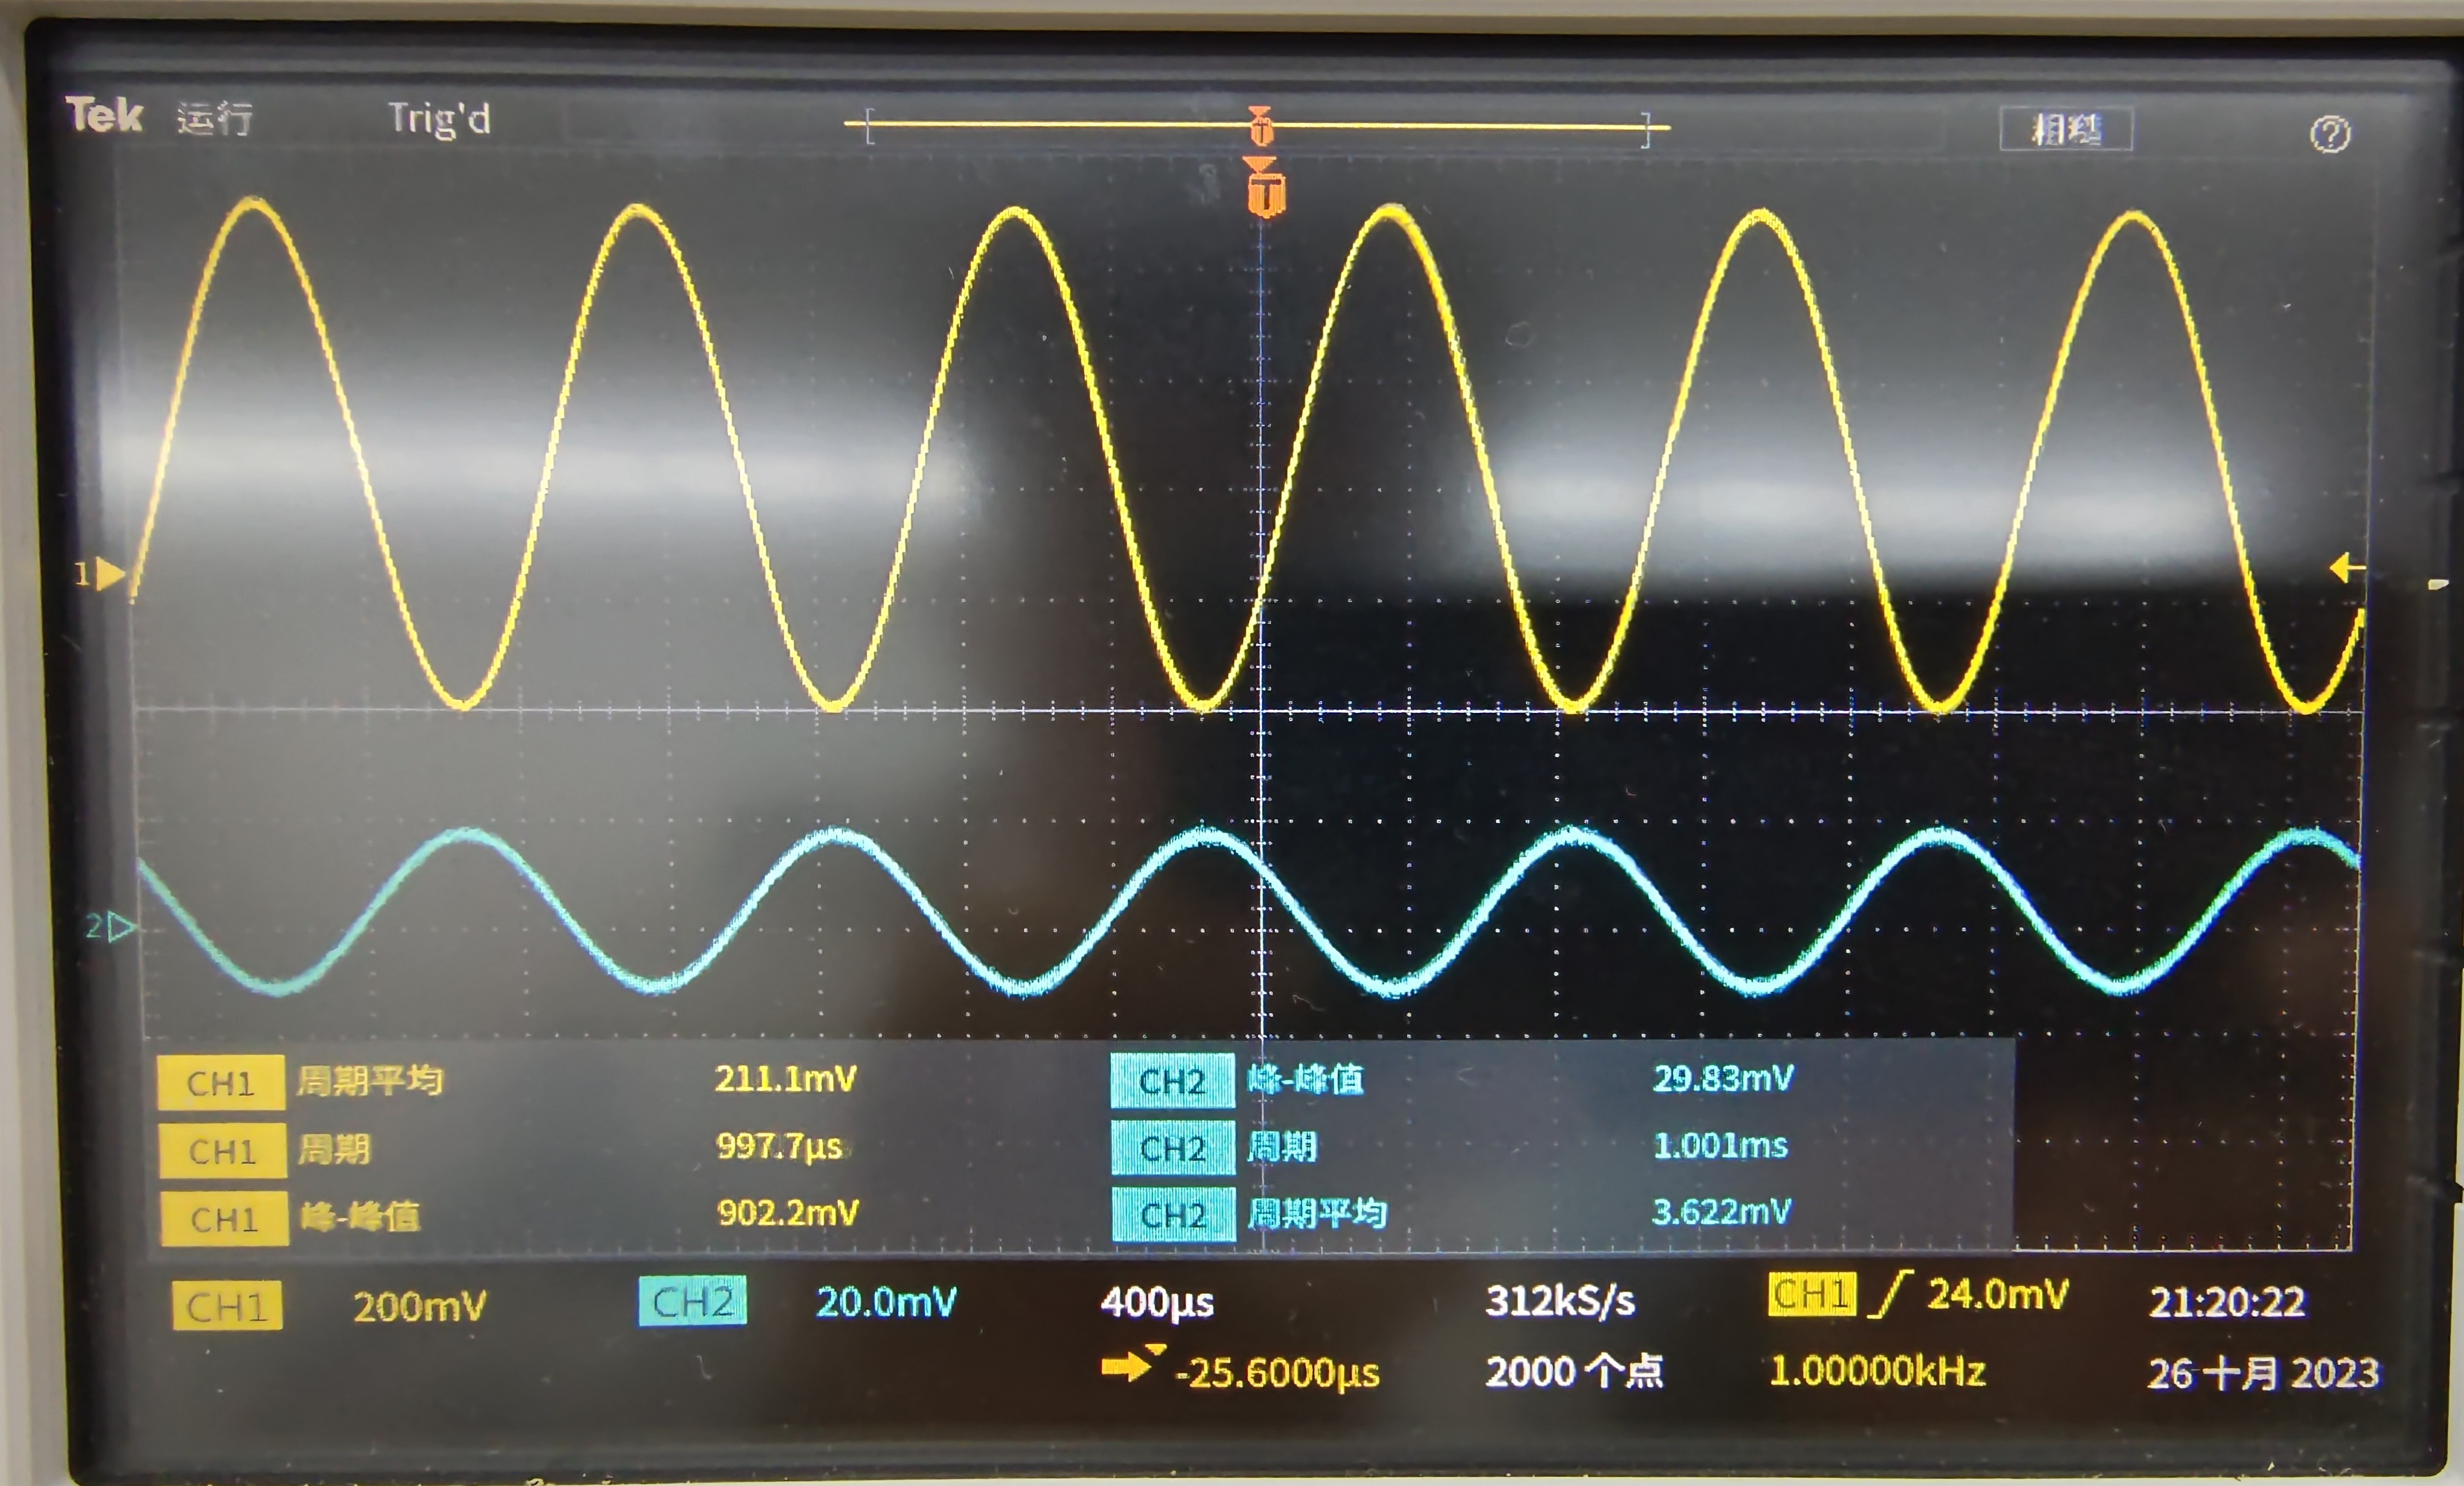 Tek 运行 Trig'd 粗糙 ?
T
T
1
2
CH1 周期平均 211.1mV CH2 峰-峰值 29.83mV
CH1 周期 997.7μs CH2 周期 1.001ms
CH1 峰-峰值 902.2mV CH2 周期平均 3.622mV
CH1 200mV CH2 20.0mV 400μs 312kS/s CH1 24.0mV 21:20:22
-25.6000μs 2000 个点 1.00000kHz 26 十月 2023